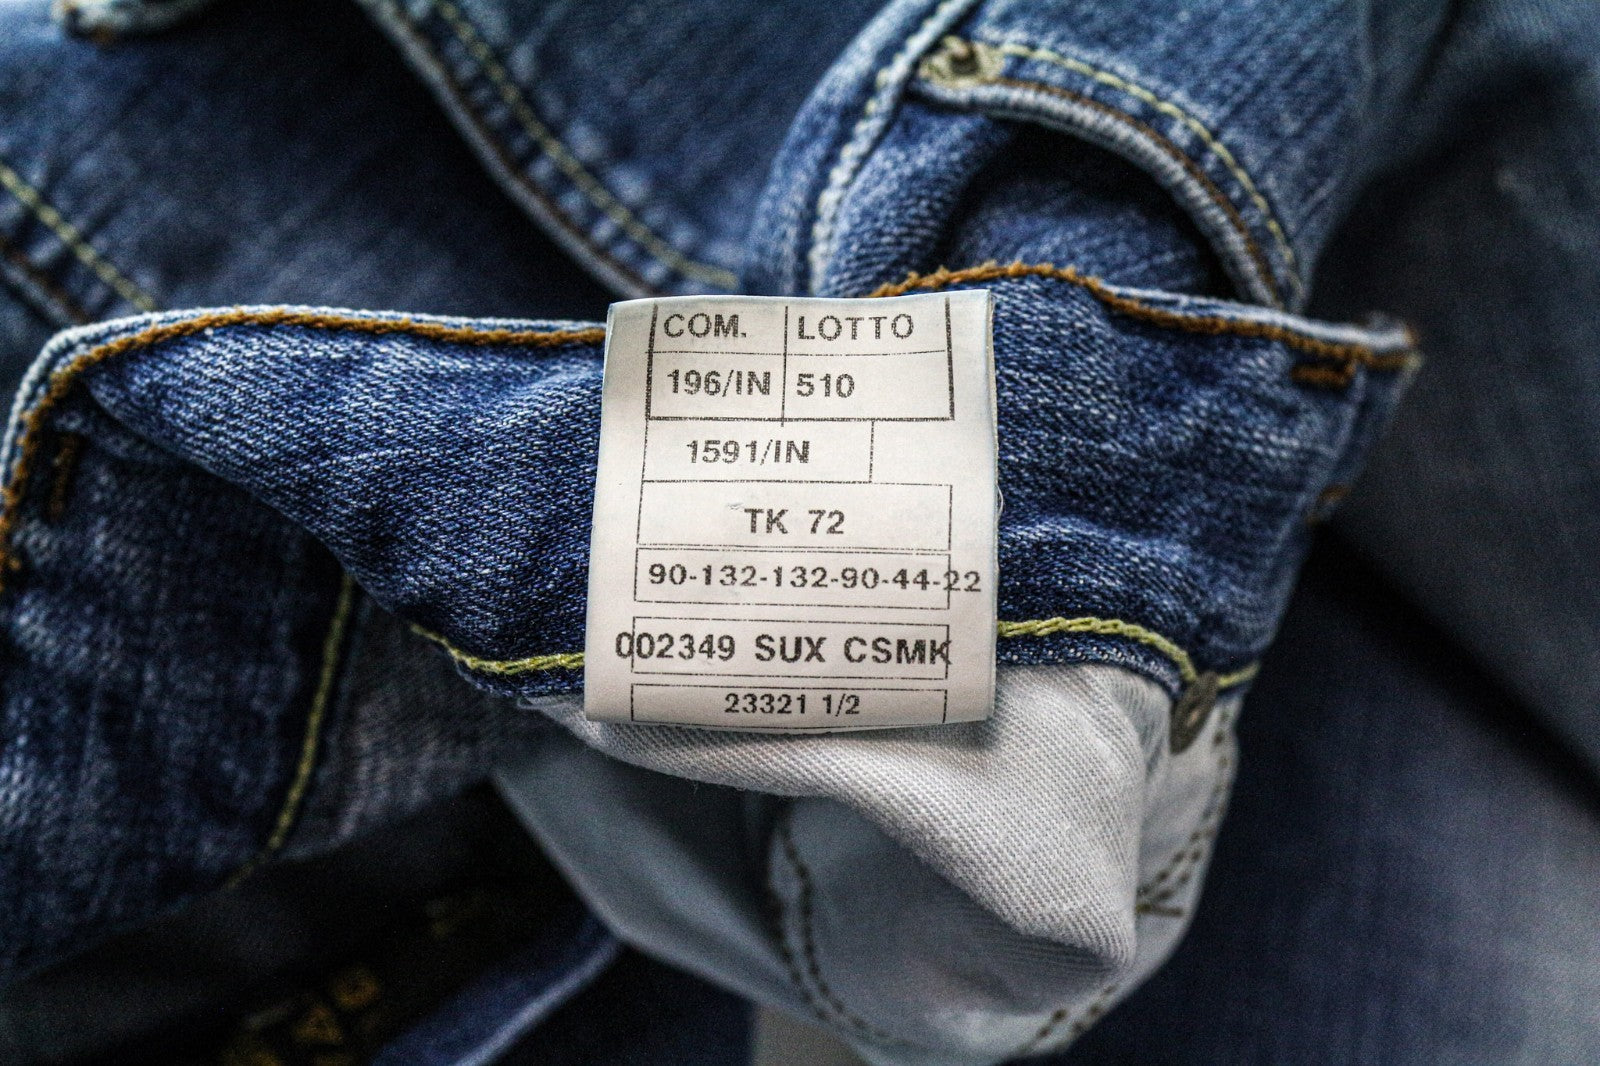 COM. LOTTO
196/IN 510
1591/IN
TK 72
90-132-132-90-44-22
002349 SUX CSMK
23321 1/2